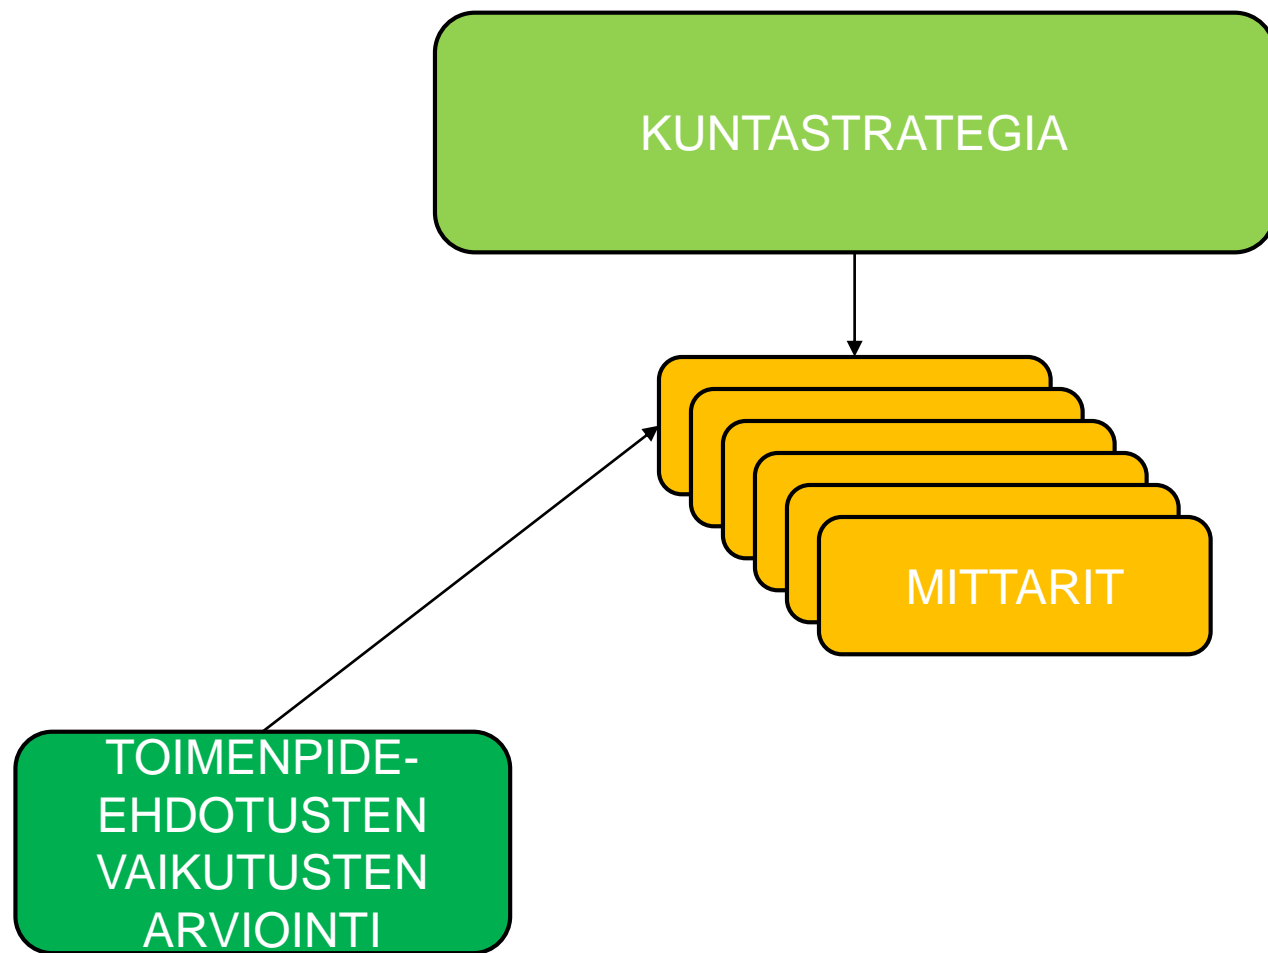 KUNTASTRATEGIA
MITTARIT
TOIMENPIDE-
EHDOTUSTEN
VAIKUTUSTEN
ARVIOINTI